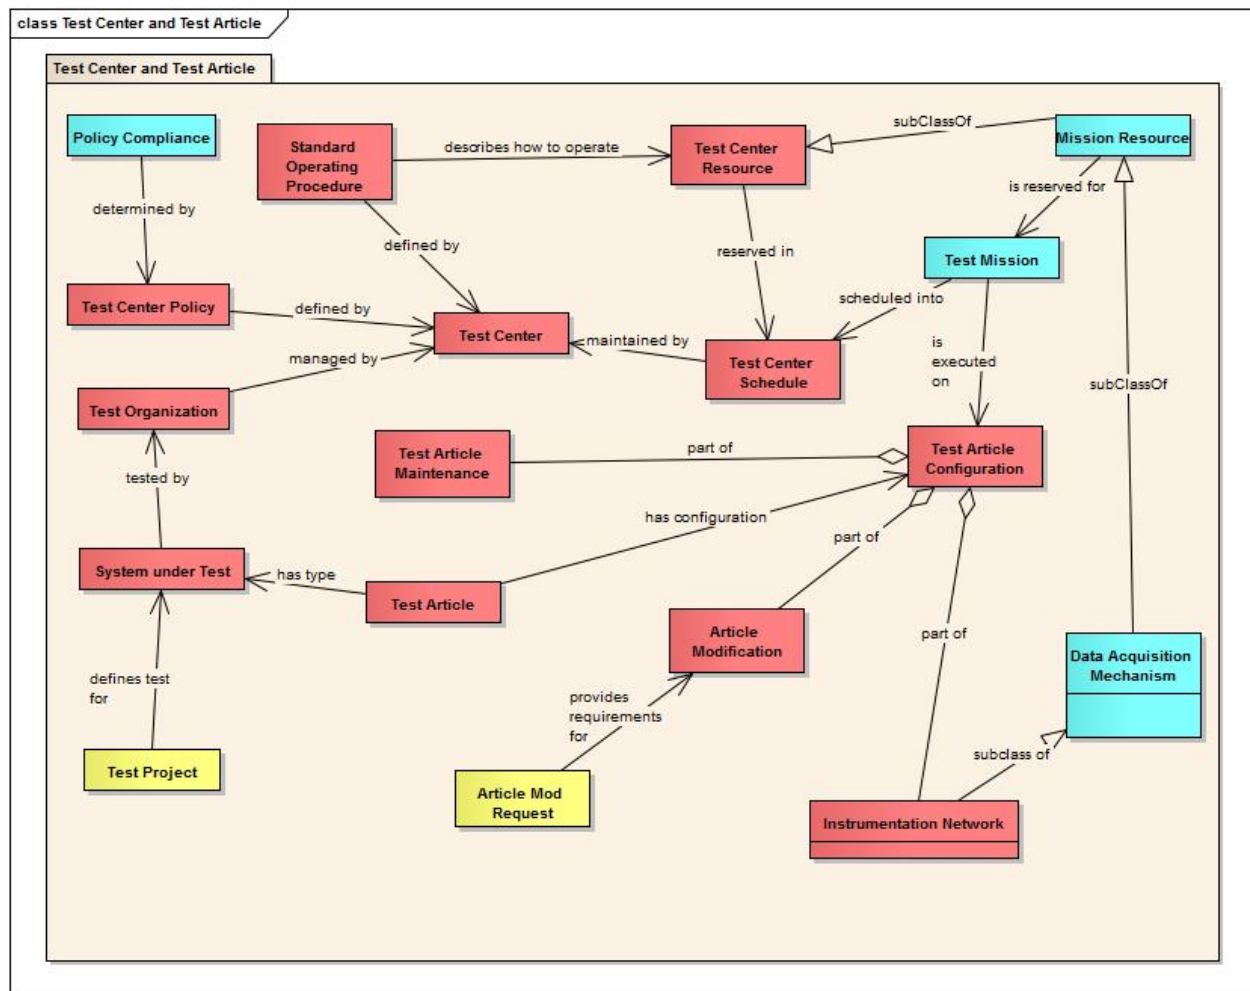 class Test Center and Test Article
Test Center and Test Article
Policy Compliance
Standard
Operating
Procedure
describes how to operate
Test Center
Resource
subClassOf
Mission Resource
determined by
defined by
reserved in
is reserved for
Test Mission
Test Center Policy
defined by
Test Center
scheduled into
maintained by
Test Center
Schedule
is
executed
on
managed by
Test Organization
subClassOf
Test Article
Maintenance
part of
Test Article
Configuration
tested by
has configuration
part of
System under Test
has type
Test Article
Article
Modification
part of
Data Acquisition
Mechanism
defines test
for
provides
requirements
for
subclass of
Test Project
Article Mod
Request
Instrumentation Network